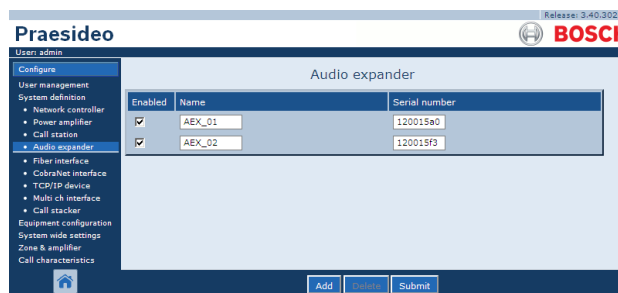 Release: 3.40.302
Praesideo
BOSCH
User: admin
Configure
User management
System definition
• Network controller
• Power amplifier
• Call station
• Audio expander
• Fiber interface
• CobraNet interface
• TCP/IP device
• Multi ch interface
• Call stacker
Equipment configuration
System wide settings
Zone & amplifier
Call characteristics
Audio expander
Enabled Name Serial number
AEX_01 120015a0
AEX_02 120015f3
Add Delete Submit